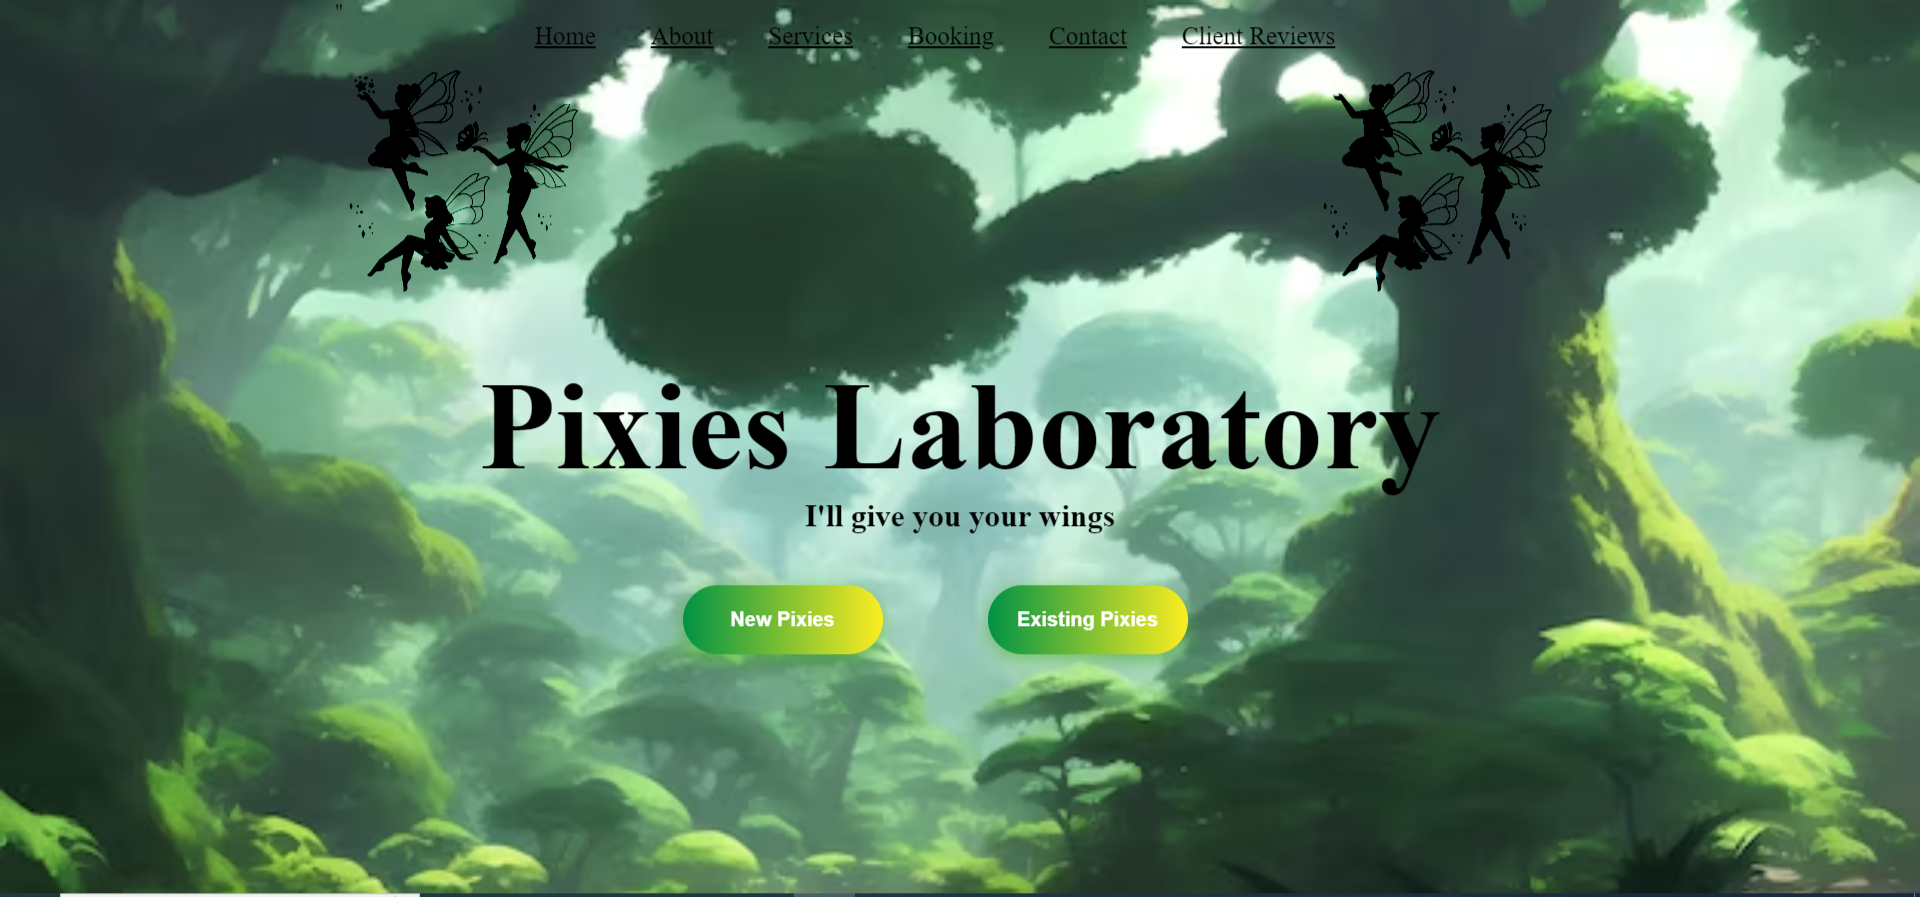 "
Home About Services Booking Contact Client Reviews
Pixies Laboratory
I'll give you your wings
New Pixies Existing Pixies